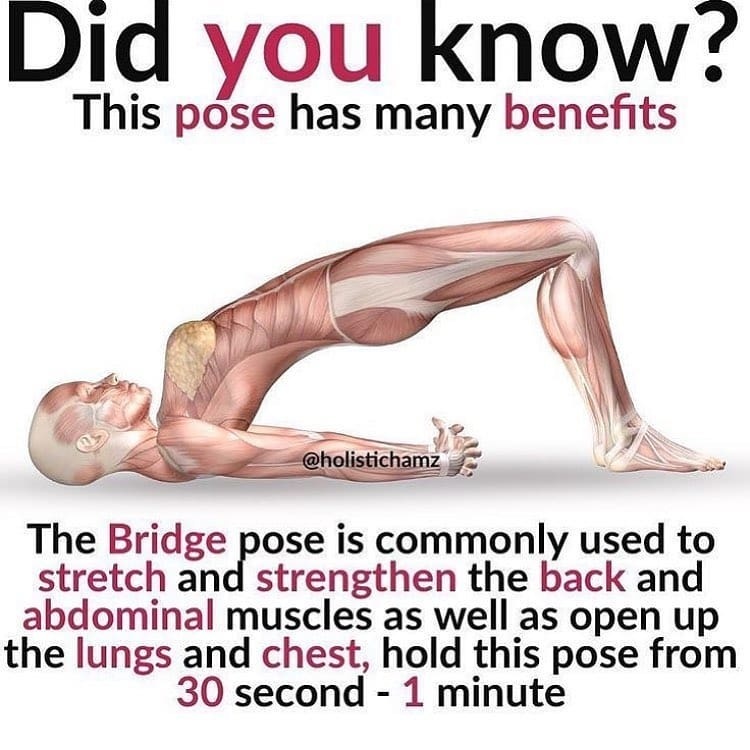 Did you know?
This pose has many benefits
@holistichamz
The Bridge pose is commonly used to
stretch and strengthen the back and
abdominal muscles as well as open up
the lungs and chest, hold this pose from
30 second - 1 minute